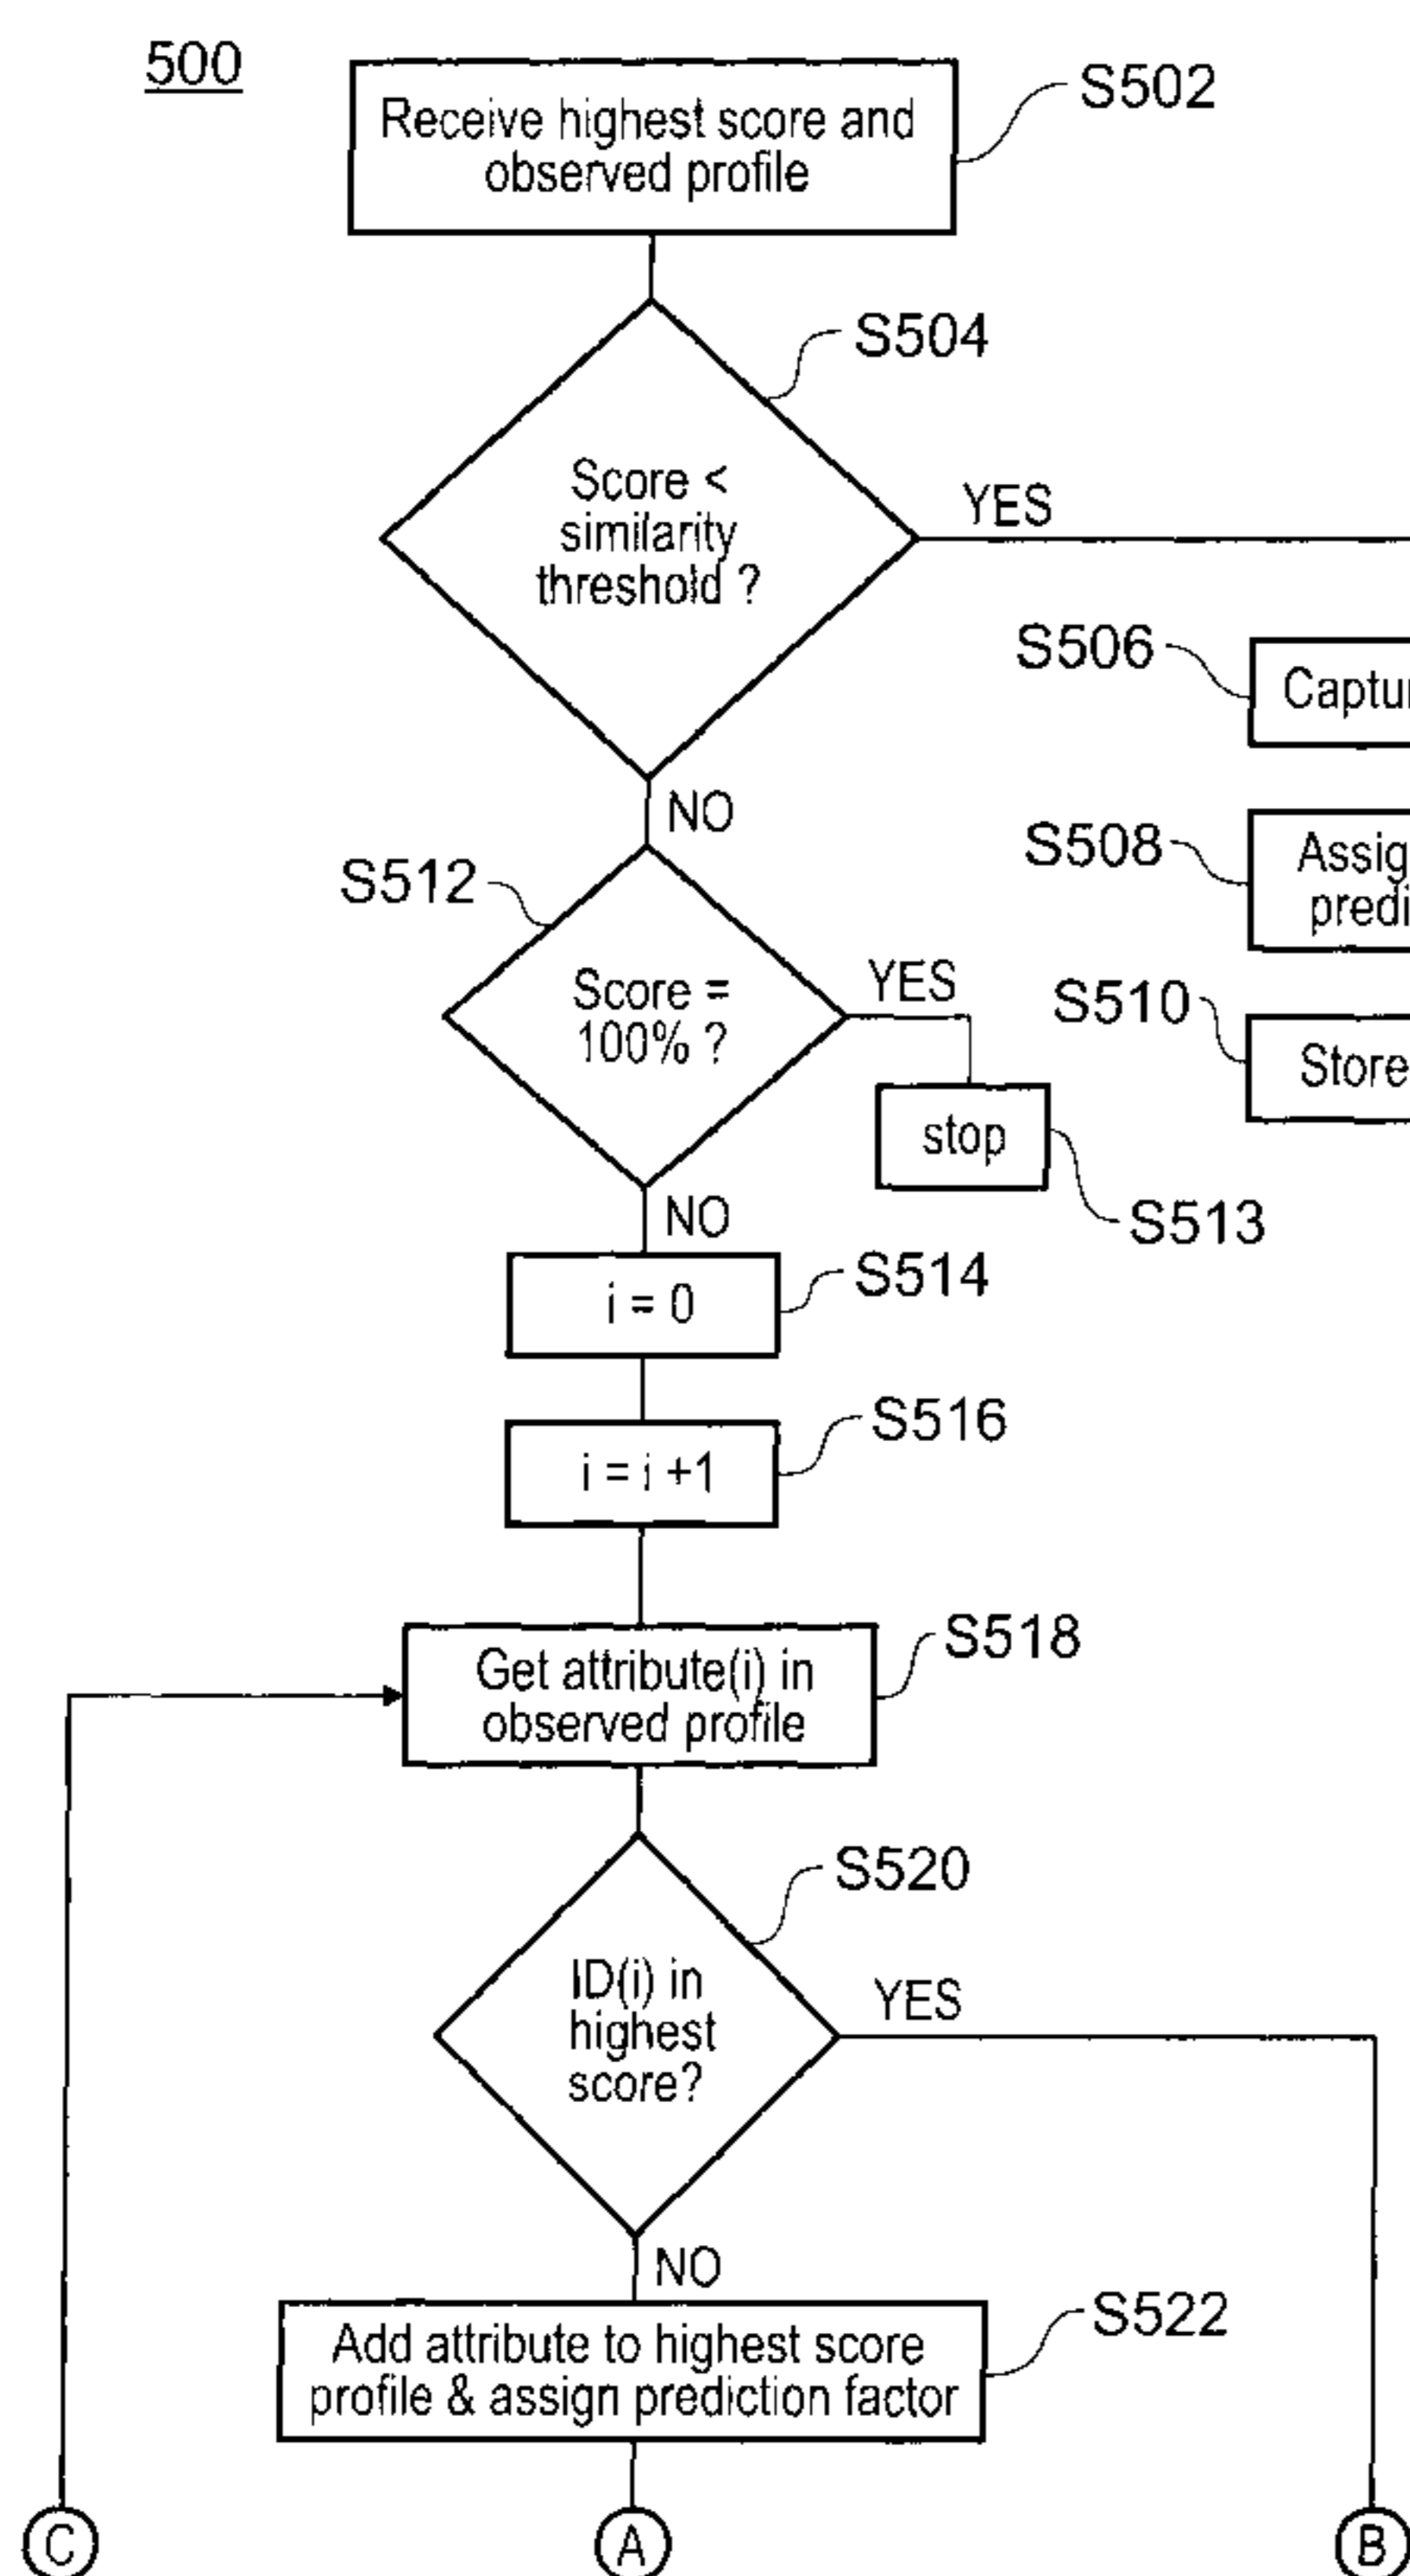 500
Receive highest score and
observed profile
S502
S504
Score <
similarity
threshold ?
YES
S506
NO
S508
S512
Score =
100% ?
YES
S510
Store
stop
S513
NO
i = 0
S514
i = i +1
S516
Get attribute(i) in
observed profile
S518
S520
ID(i) in
highest
score?
YES
NO
Add attribute to highest score
profile & assign prediction factor
S522
C
A
B